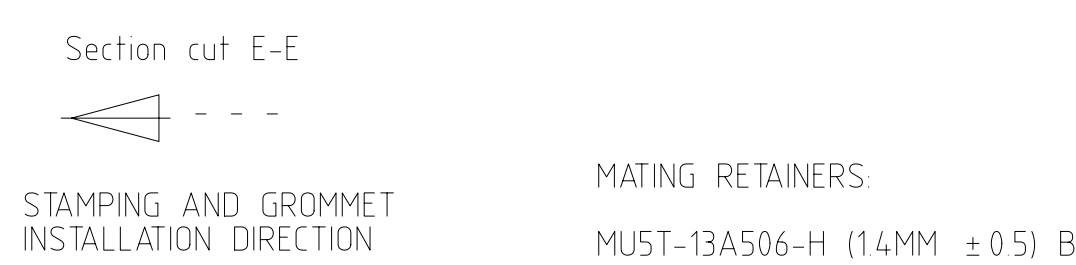 Section cut E-E
- - -
STAMPING AND GROMMET
INSTALLATION DIRECTION
MATING RETAINERS:
MU5T-13A506-H (1.4MM ±0.5) B